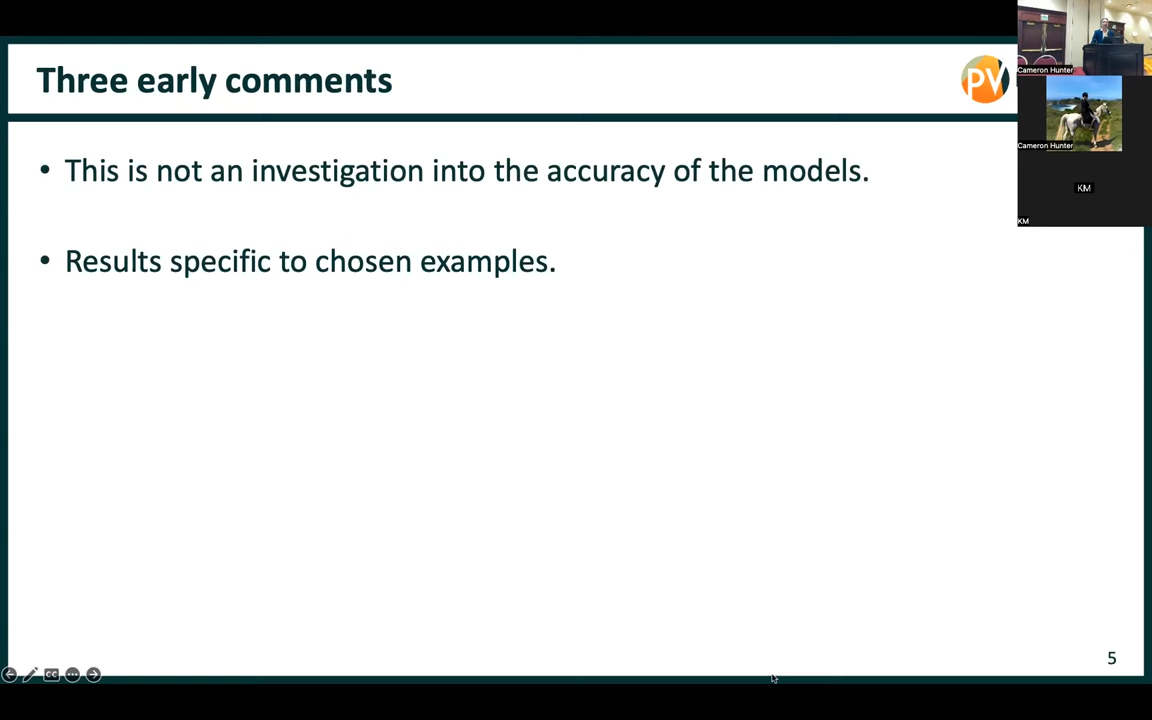 Three early comments
PV
Cameron Hunter
Cameron Hunter
KM
KM
• This is not an investigation into the accuracy of the models.
• Results specific to chosen examples.
5
CC